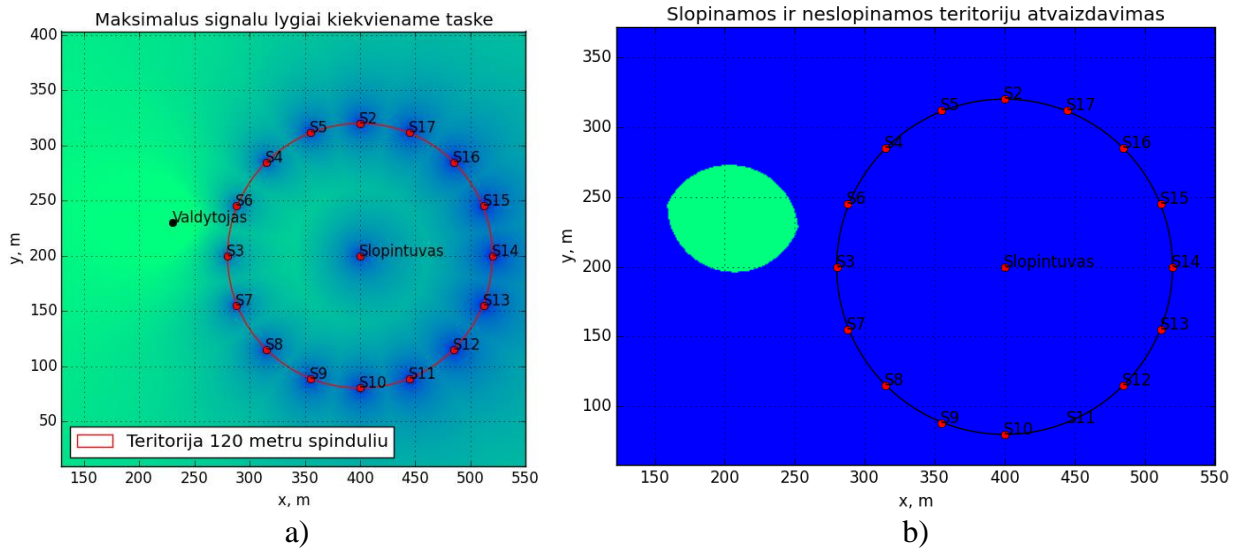 Maksimalus signalu lygiai kiekviename taske
400
350
300
250
200
150
100
50
y, m
S2
S5
S17
S4
S16
S6
S15
Valdytojas
S3
Slopintuvas
S14
S7
S13
S8
S12
S9
S11
S10
Teritorija 120 metru spinduliu
150 200 250 300 350 400 450 500 550
x, m
a)
Slopinamos ir neslopinamos teritoriju atvaizdavimas
350
300
250
200
150
100
y, m
S2
S5
S17
S4
S16
S6
S15
S3
Slopintuvas
S14
S7
S13
S8
S12
S9
S11
S10
150 200 250 300 350 400 450 500 550
x, m
b)